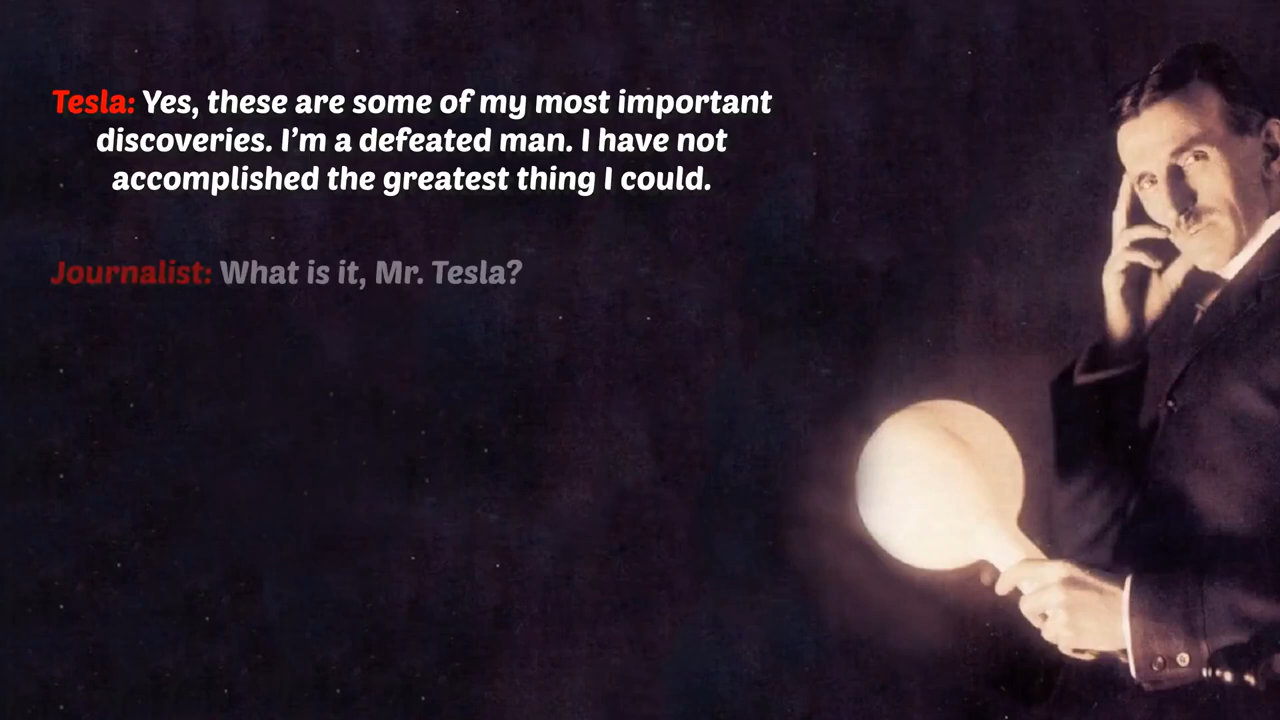 Tesla: Yes, these are some of my most important
discoveries. I’m a defeated man. I have not
accomplished the greatest thing I could.
Journalist: What is it, Mr. Tesla?